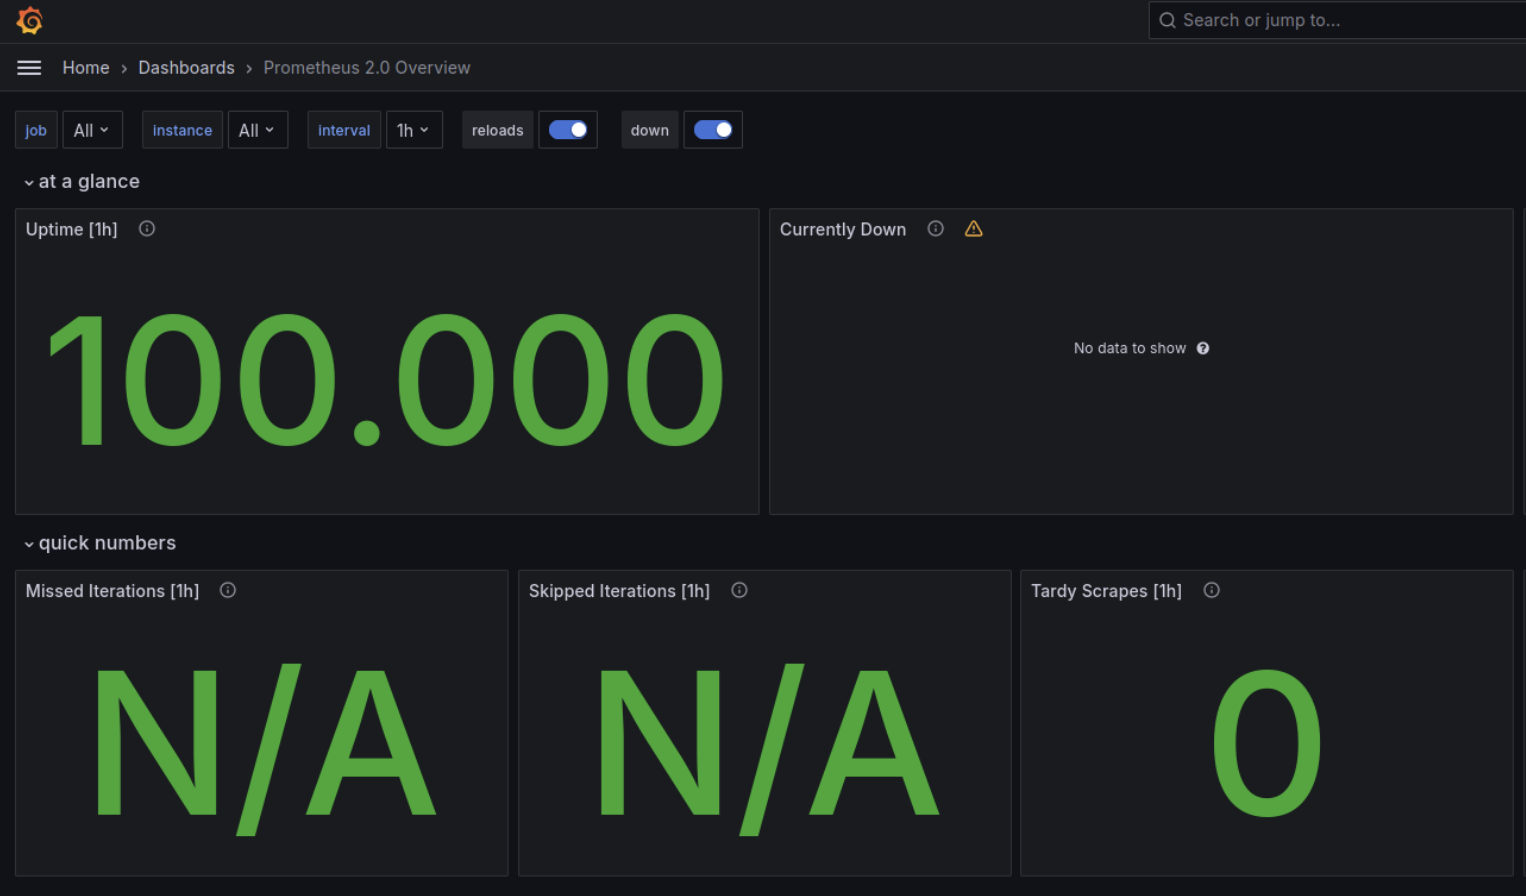 Search or jump to...
Home › Dashboards › Prometheus 2.0 Overview
job All instance All interval 1h reloads down
at a glance
Uptime [1h]
Currently Down
100.000
No data to show
quick numbers
Missed Iterations [1h]
Skipped Iterations [1h]
Tardy Scrapes [1h]
N/A
N/A
0